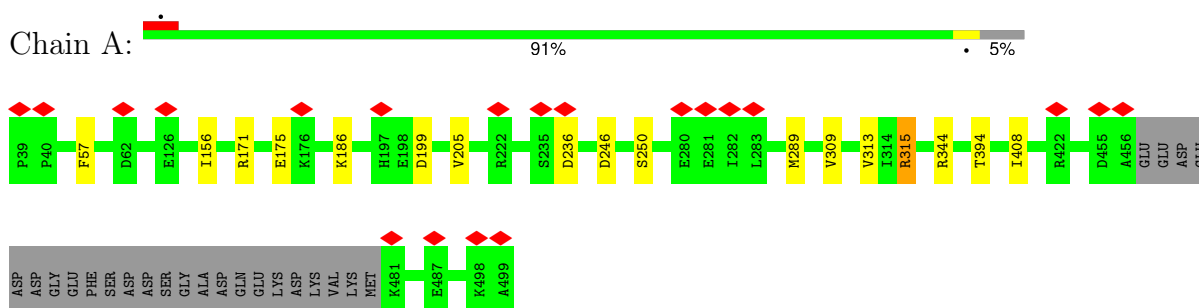 Chain A:
91%
5%
P39 P40 F57 D62 E126 I156 R171 E175 K176 K186 H197 E198 D199 V205 R222 S235 D236 D246 S250 E280 E281 I282 L283 M289 V309 V313 I314 R315 R344 T394 I408 R422 D455 A456 GLU GLU ASP GLU
ASP ASP GLY GLU PHE SER ASP ASP SER GLY ALA ASP GLN GLU LYS ASP LYS VAL LYS MET K481 E487 K498 A499